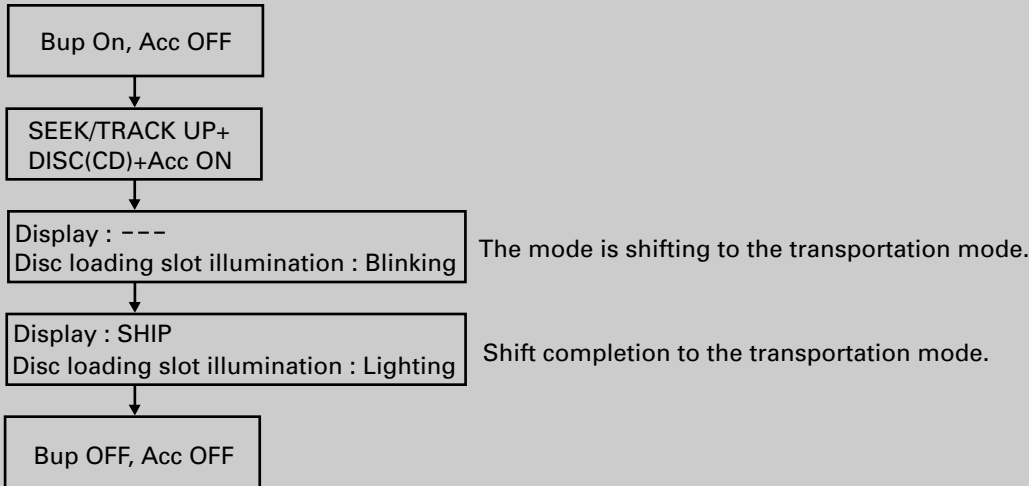 Bup On, Acc OFF
SEEK/TRACK UP+
DISC(CD)+Acc ON
Display : ---
Disc loading slot illumination : Blinking
The mode is shifting to the transportation mode.
Display : SHIP
Disc loading slot illumination : Lighting
Shift completion to the transportation mode.
Bup OFF, Acc OFF